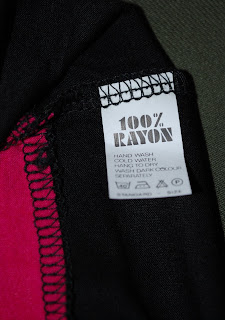 100%
RAYON
HAND WASH
COLD WATER
HANG TO DRY
WASH DARK COLOUR
SEPARATELY